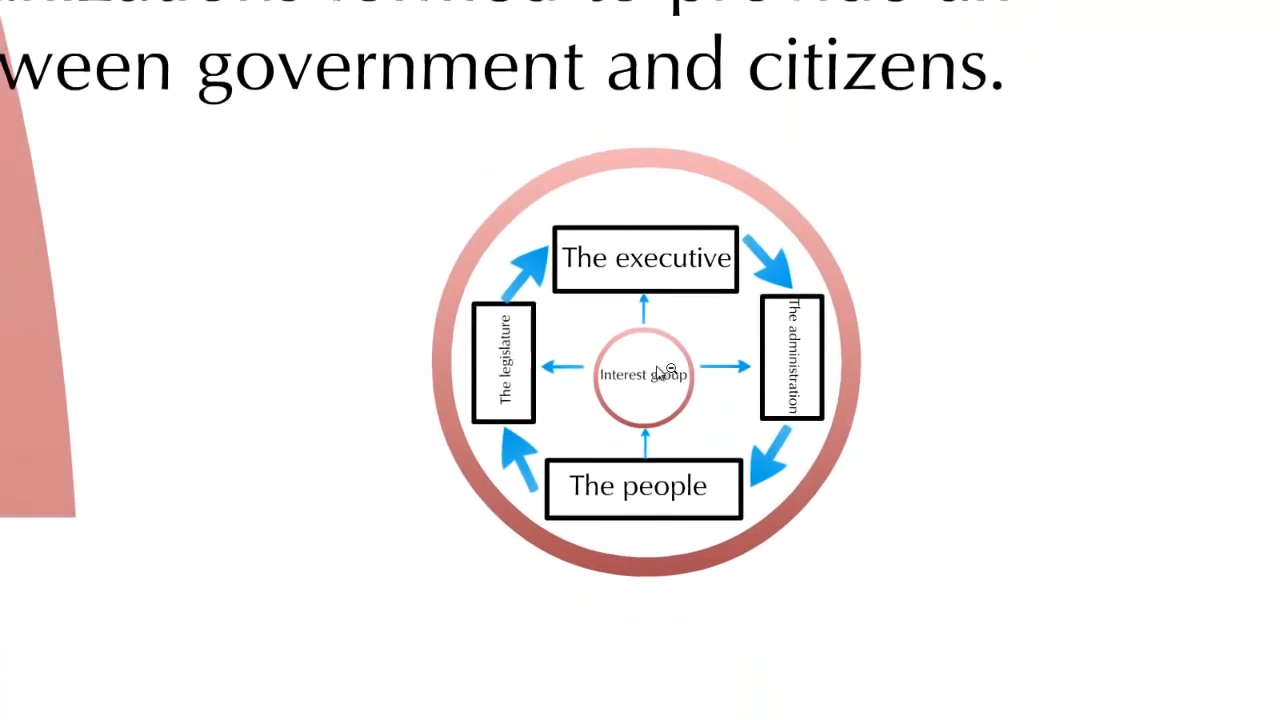 ween government and citizens.
The executive
The legislature
The administration
Interest group
The people